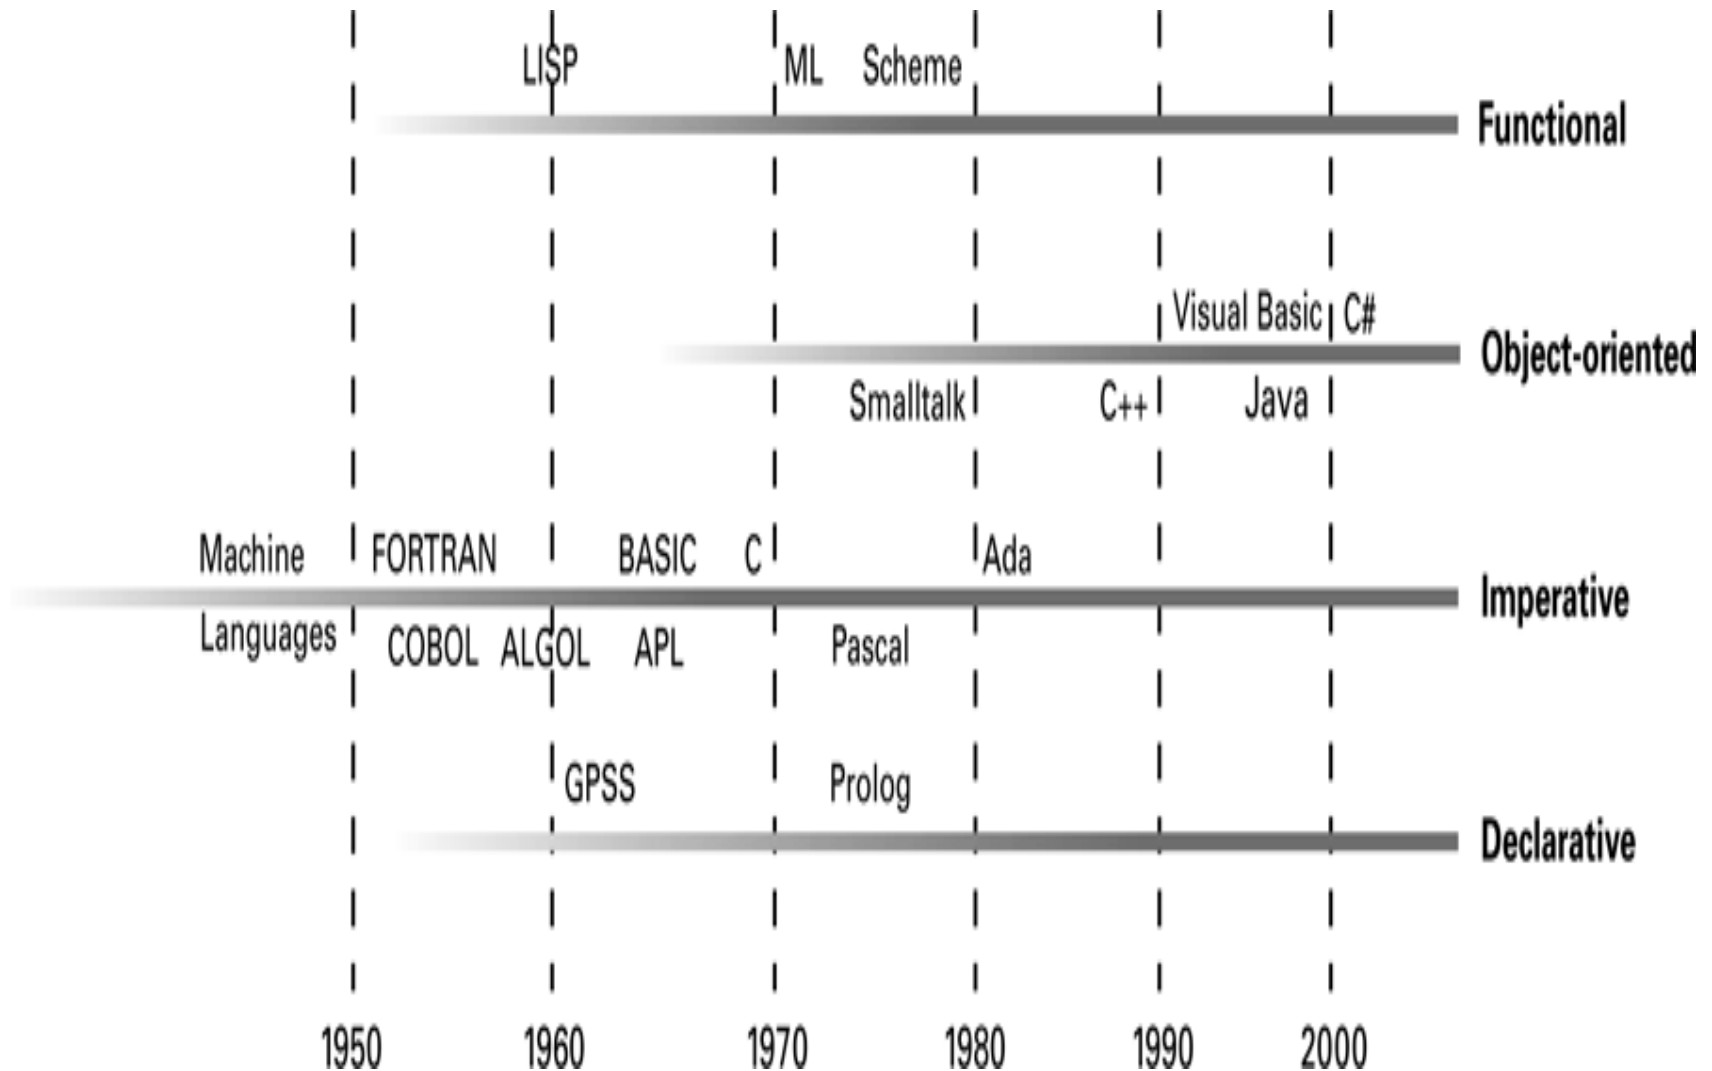 LISP ML Scheme
Functional
Visual Basic C#
Object-oriented
Smalltalk C++ Java
Machine FORTRAN BASIC C Ada
Imperative
Languages COBOL ALGOL APL Pascal
GPSS Prolog
Declarative
1950 1960 1970 1980 1990 2000